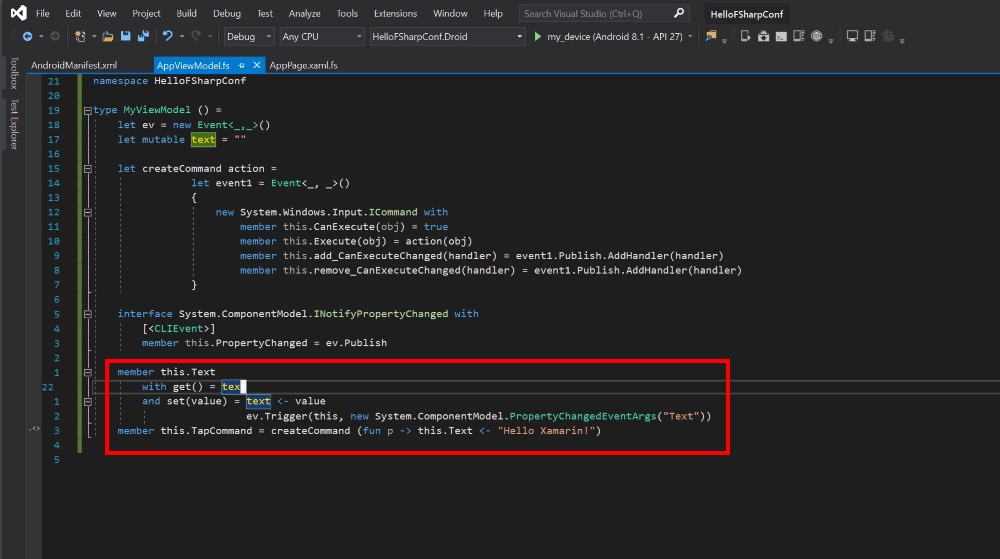 File Edit View Project Build Debug Test Analyze Tools Extensions Window Help Search Visual Studio (Ctrl+Q) HelloFSharpConf
Debug Any CPU HelloFSharpConf.Droid my_device (Android 8.1 - API 27)
Toolbox
Test Explorer
AndroidManifest.xml AppViewModel.fs AppPage.xaml.fs
21 namespace HelloFSharpConf
20
19 type MyViewModel () =
18 let ev = new Event<_,_>()
17 let mutable text = ""
16
15 let createCommand action =
14 let event1 = Event<_, _>()
13 {
12 new System.Windows.Input.ICommand with
11 member this.CanExecute(obj) = true
10 member this.Execute(obj) = action(obj)
9 member this.add_CanExecuteChanged(handler) = event1.Publish.AddHandler(handler)
8 member this.remove_CanExecuteChanged(handler) = event1.Publish.AddHandler(handler)
7 }
6
5 interface System.ComponentModel.INotifyPropertyChanged with
4 [<CLIEvent>]
3 member this.PropertyChanged = ev.Publish
2
1 member this.Text
22 with get() = text
1 and set(value) = text <- value
2 ev.Trigger(this, new System.ComponentModel.PropertyChangedEventArgs("Text"))
3 member this.TapCommand = createCommand (fun p -> this.Text <- "Hello Xamarin!")
4
5